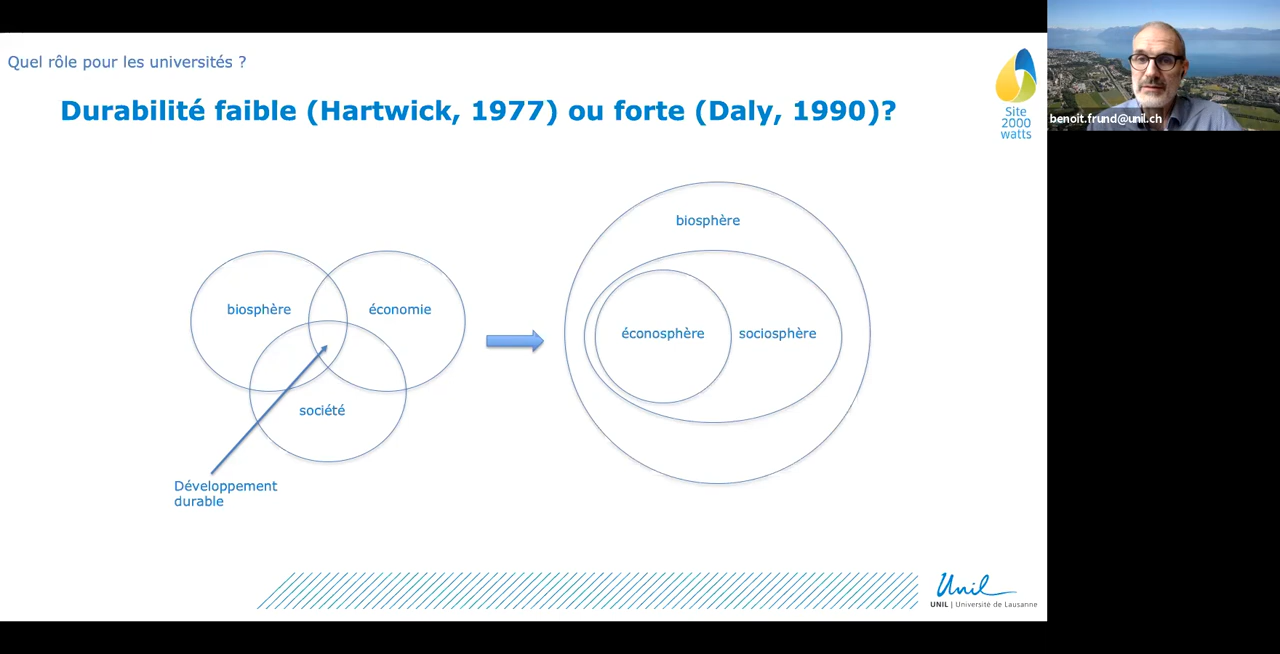 Quel rôle pour les universités ?
Durabilité faible (Hartwick, 1977) ou forte (Daly, 1990)?
Site
2000
watts
benoit.frund@unil.ch
biosphère
économie
société
Développement
durable
biosphère
éconosphère
sociosphère
Unil
UNIL | Université de Lausanne